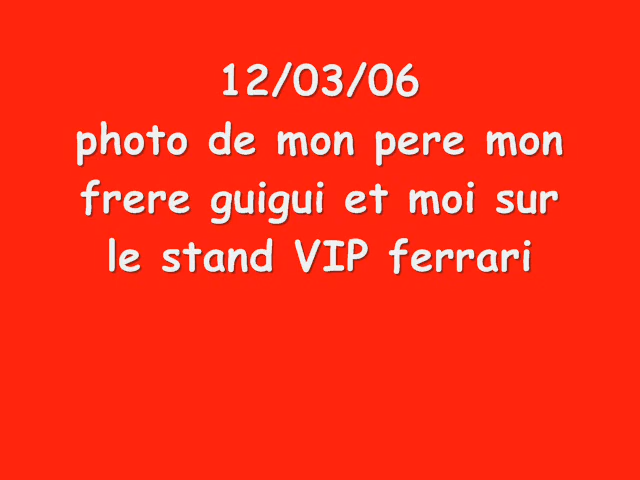 12/03/06
photo de mon pere mon
frere guigui et moi sur
le stand VIP ferrari